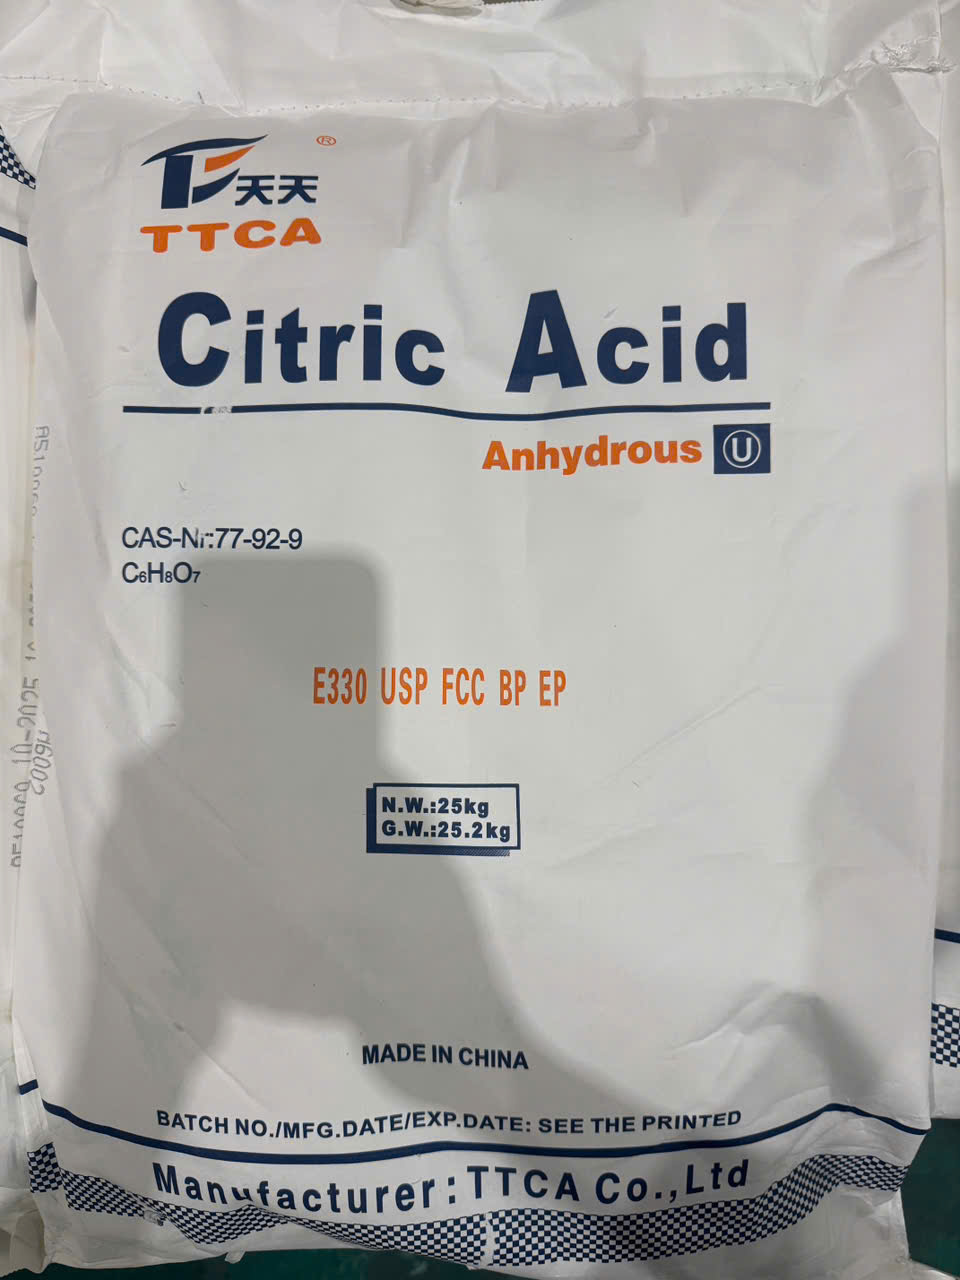 ®
天天
TTCA
Citric Acid
Anhydrous U
CAS-Nr:77-92-9
C₆H₈O₇
E330 USP FCC BP EP
N.W.:25kg
G.W.:25.2kg
MADE IN CHINA
BATCH NO./MFG.DATE/EXP.DATE: SEE THE PRINTED
Manufacturer:TTCA Co.,Ltd